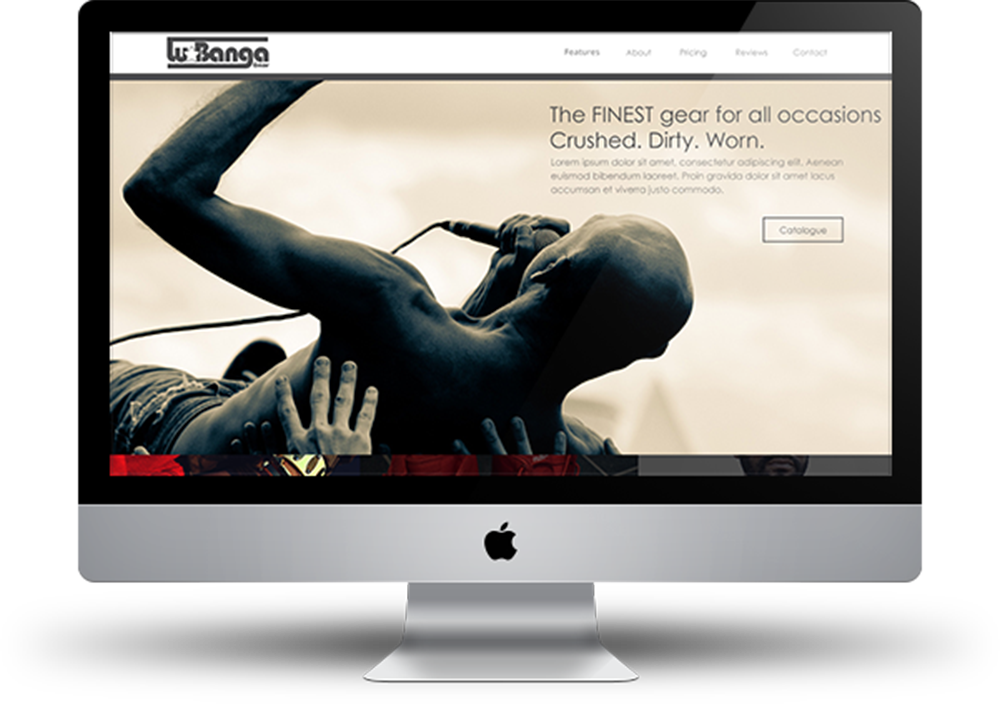 LuBanga
Features About Pricing Reviews Contact
The FINEST gear for all occasions
Crushed. Dirty. Worn.
Lorem ipsum dolor sit amet, consectetur adipiscing elit. Aenean
euismod bibendum laoreet. Proin gravida dolor sit amet lacus
accumsan et viverra justo commodo.
Catalogue